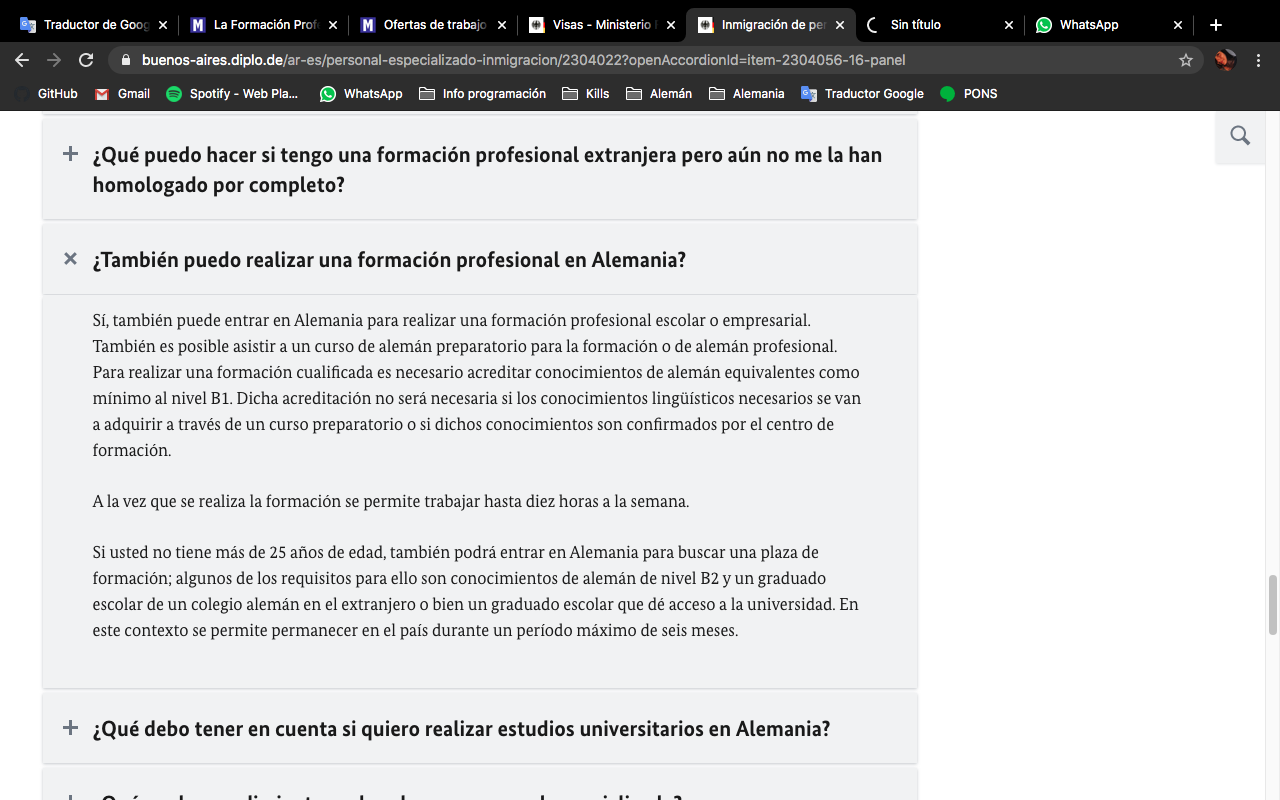 Traductor de Goog
La Formación Prof
Ofertas de trabajo
Visas - Ministerio
Inmigración de per
Sin título
WhatsApp
buenos-aires.diplo.de/ar-es/personal-especializado-inmigracion/2304022?openAccordionId=item-2304056-16-panel
GitHub
Gmail
Spotify - Web Pla...
WhatsApp
Info programación
Kills
Alemán
Alemania
Traductor Google
PONS
¿Qué puedo hacer si tengo una formación profesional extranjera pero aún no me la han
homologado por completo?
¿También puedo realizar una formación profesional en Alemania?
Sí, también puede entrar en Alemania para realizar una formación profesional escolar o empresarial.
También es posible asistir a un curso de alemán preparatorio para la formación o de alemán profesional.
Para realizar una formación cualificada es necesario acreditar conocimientos de alemán equivalentes como
mínimo al nivel B1. Dicha acreditación no será necesaria si los conocimientos lingüísticos necesarios se van
a adquirir a través de un curso preparatorio o si dichos conocimientos son confirmados por el centro de
formación.
A la vez que se realiza la formación se permite trabajar hasta diez horas a la semana.
Si usted no tiene más de 25 años de edad, también podrá entrar en Alemania para buscar una plaza de
formación; algunos de los requisitos para ello son conocimientos de alemán de nivel B2 y un graduado
escolar de un colegio alemán en el extranjero o bien un graduado escolar que dé acceso a la universidad. En
este contexto se permite permanecer en el país durante un período máximo de seis meses.
¿Qué debo tener en cuenta si quiero realizar estudios universitarios en Alemania?